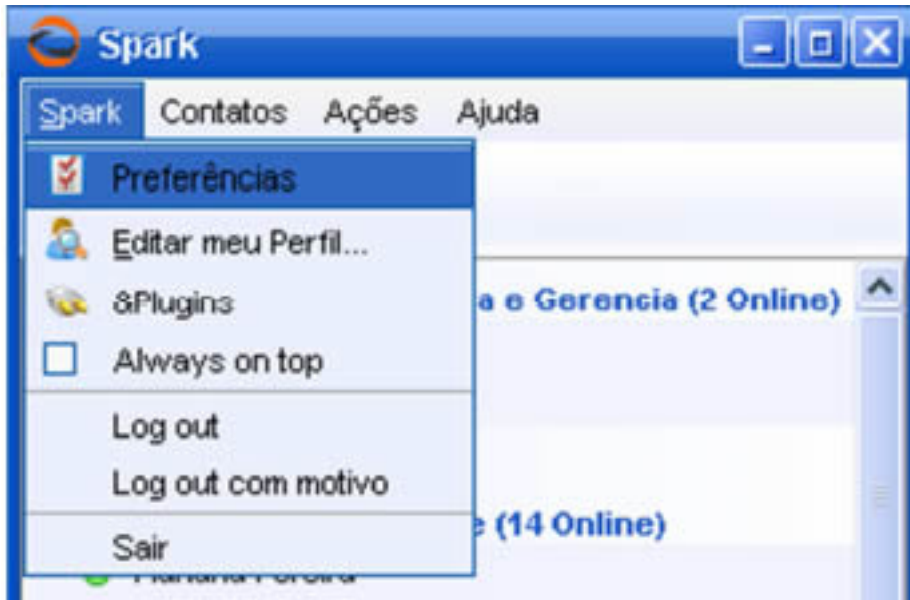 Spark
Spark Contatos Ações Ajuda
Preferências
Editar meu Perfil...
&Plugins
a e Gerencia (2 Online)
Always on top
Log out
Log out com motivo
e (14 Online)
Sair